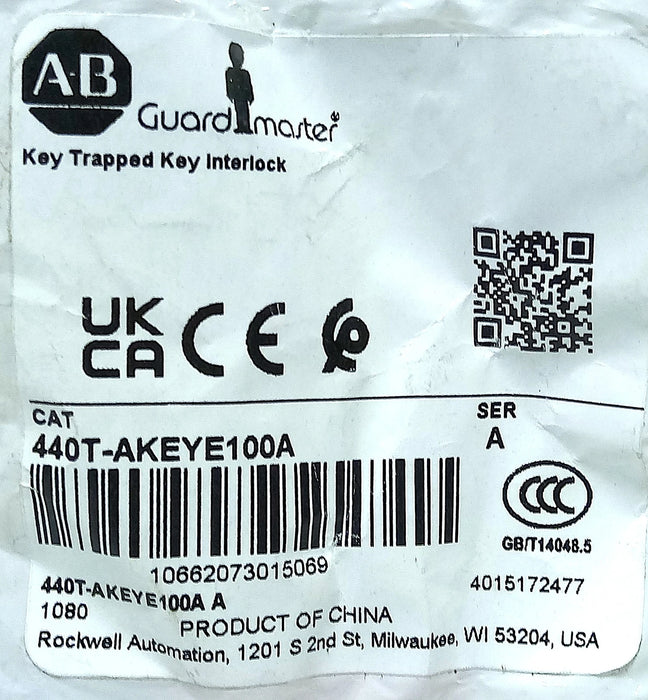 A-B
Guardmaster®
Key Trapped Key Interlock
UK
CA CE
CAT
440T-AKEYE100A
SER
A
CCC
GB/T14048.5
10662073015069
440T-AKEYE100A A
4015172477
1080
PRODUCT OF CHINA
Rockwell Automation, 1201 S 2nd St, Milwaukee, WI 53204, USA